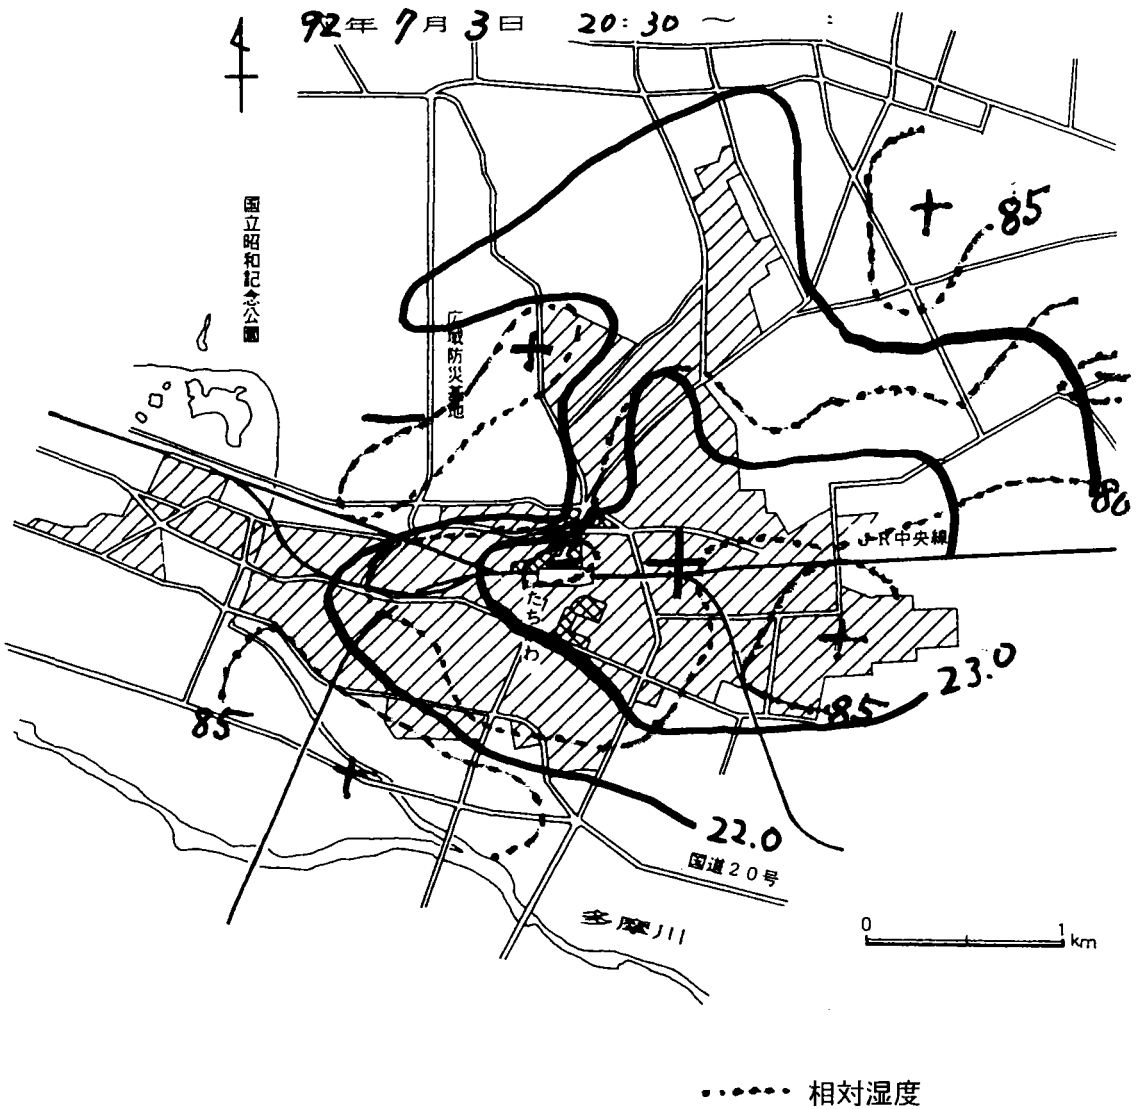 92年 7月 3日 20:30 ～ :
国立昭和記念公園
85
広域防災基地
80
JR中央線
たちかわ
23.0
85
85
22.0
国道20号
多摩川
0 1 km
相対湿度